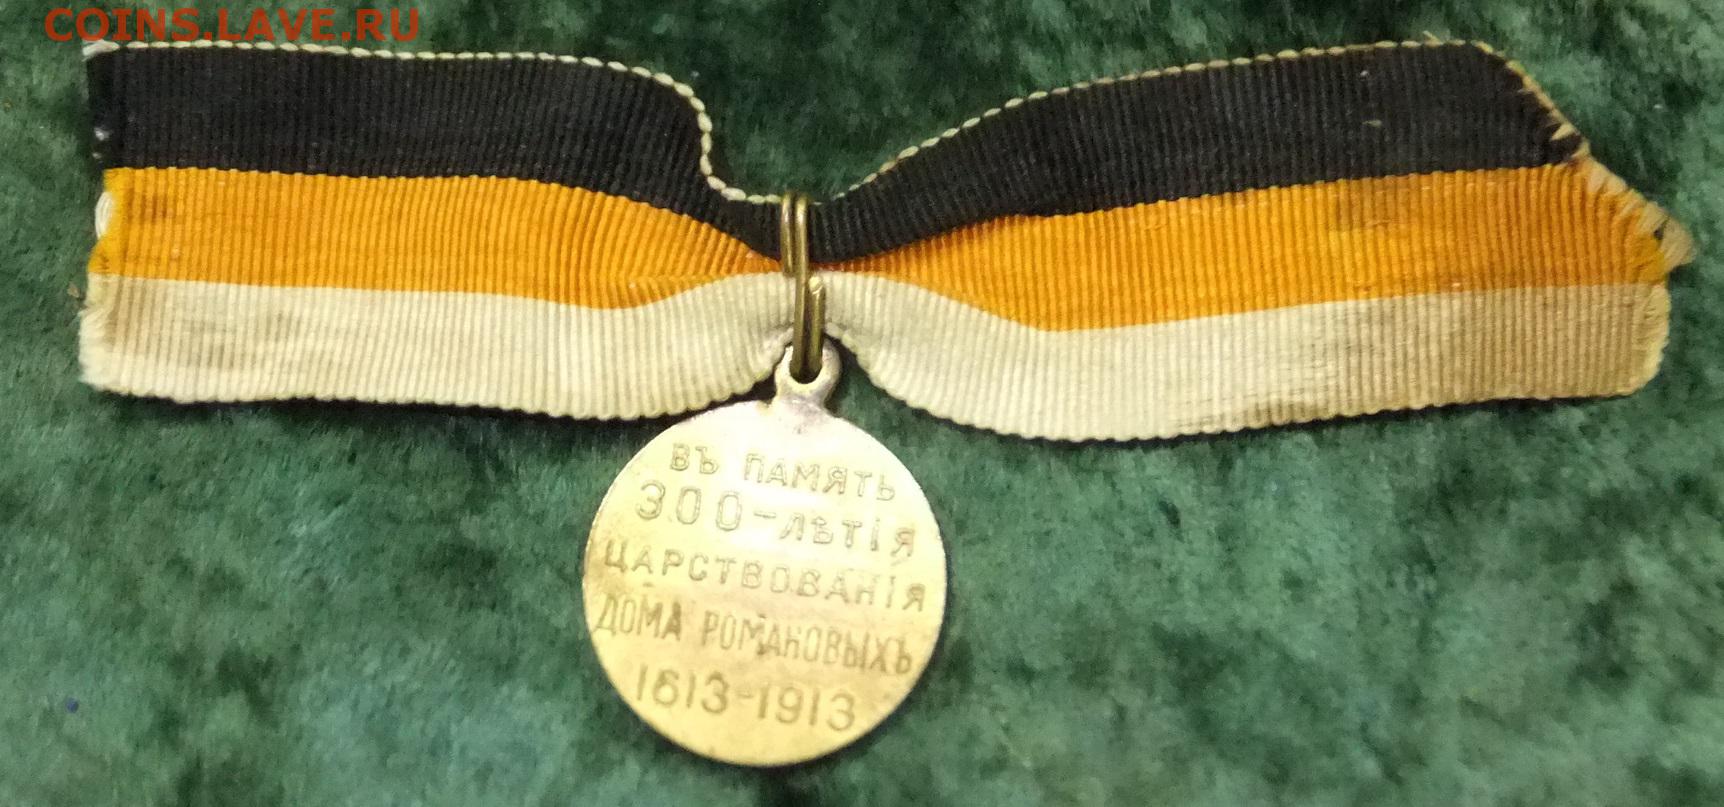 COINS.LAVE.RU
ВЪ ПАМЯТЬ
300-ЛѢТІЯ
ЦАРСТВОВАНІЯ
ДОМА РОМАНОВЫХЪ
1613-1913